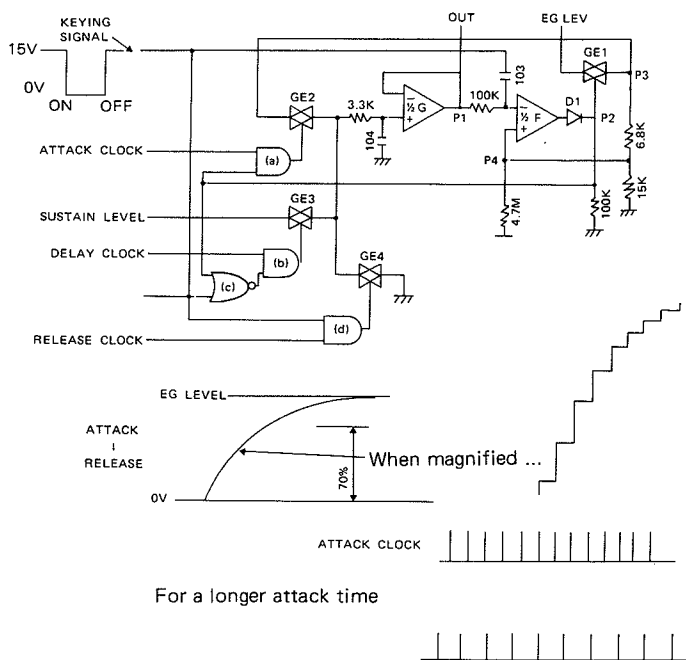 KEYING
SIGNAL
15V
0V
ON OFF
OUT
EG LEV
GE1
P3
103
GE2
3.3K
104
− ½ G +
P1
100K
− ½ F +
D1
P2
6.8K
ATTACK CLOCK
(a)
P4
15K
SUSTAIN LEVEL
GE3
4.7M
100K
DELAY CLOCK
(b)
GE4
(c)
RELEASE CLOCK
(d)
EG LEVEL
ATTACK
↓
RELEASE
70%
When magnified ...
0V
ATTACK CLOCK
For a longer attack time